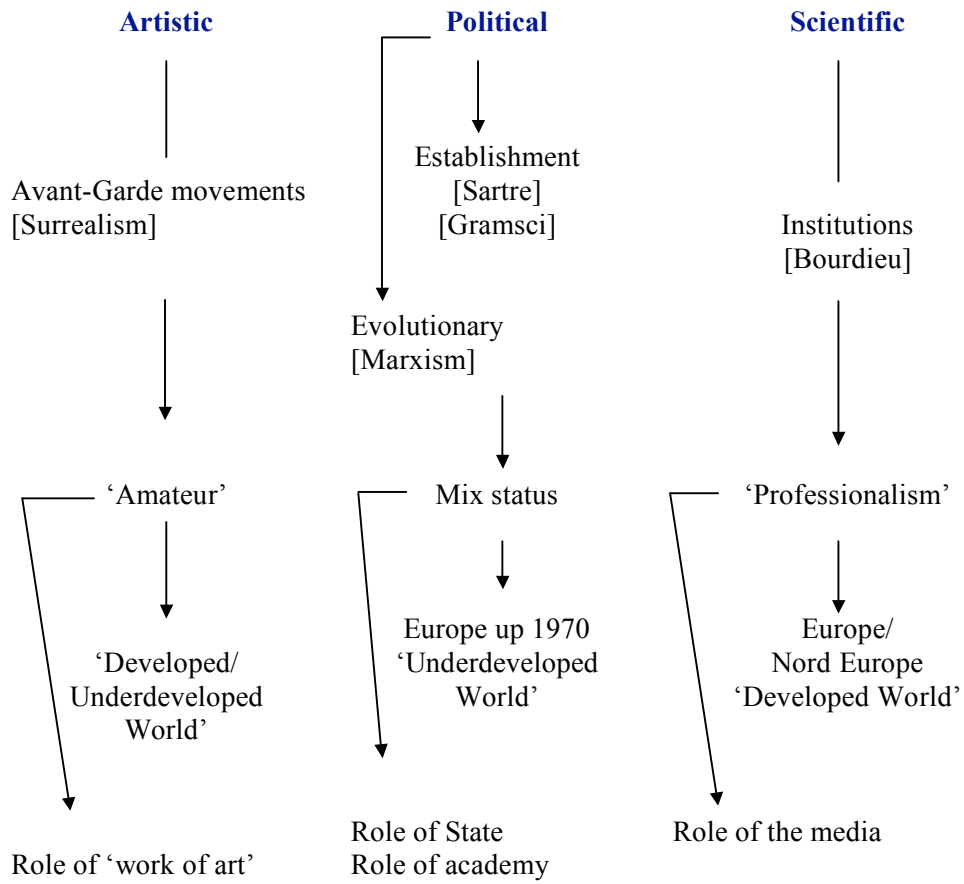 Artistic
Political
Scientific
Avant-Garde movements
[Surrealism]
Establishment
[Sartre]
[Gramsci]
Institutions
[Bourdieu]
Evolutionary
[Marxism]
‘Amateur’
Mix status
‘Professionalism’
‘Developed/
Underdeveloped
World’
Europe up 1970
‘Underdeveloped
World’
Europe/
Nord Europe
‘Developed World’
Role of ‘work of art’
Role of State
Role of academy
Role of the media